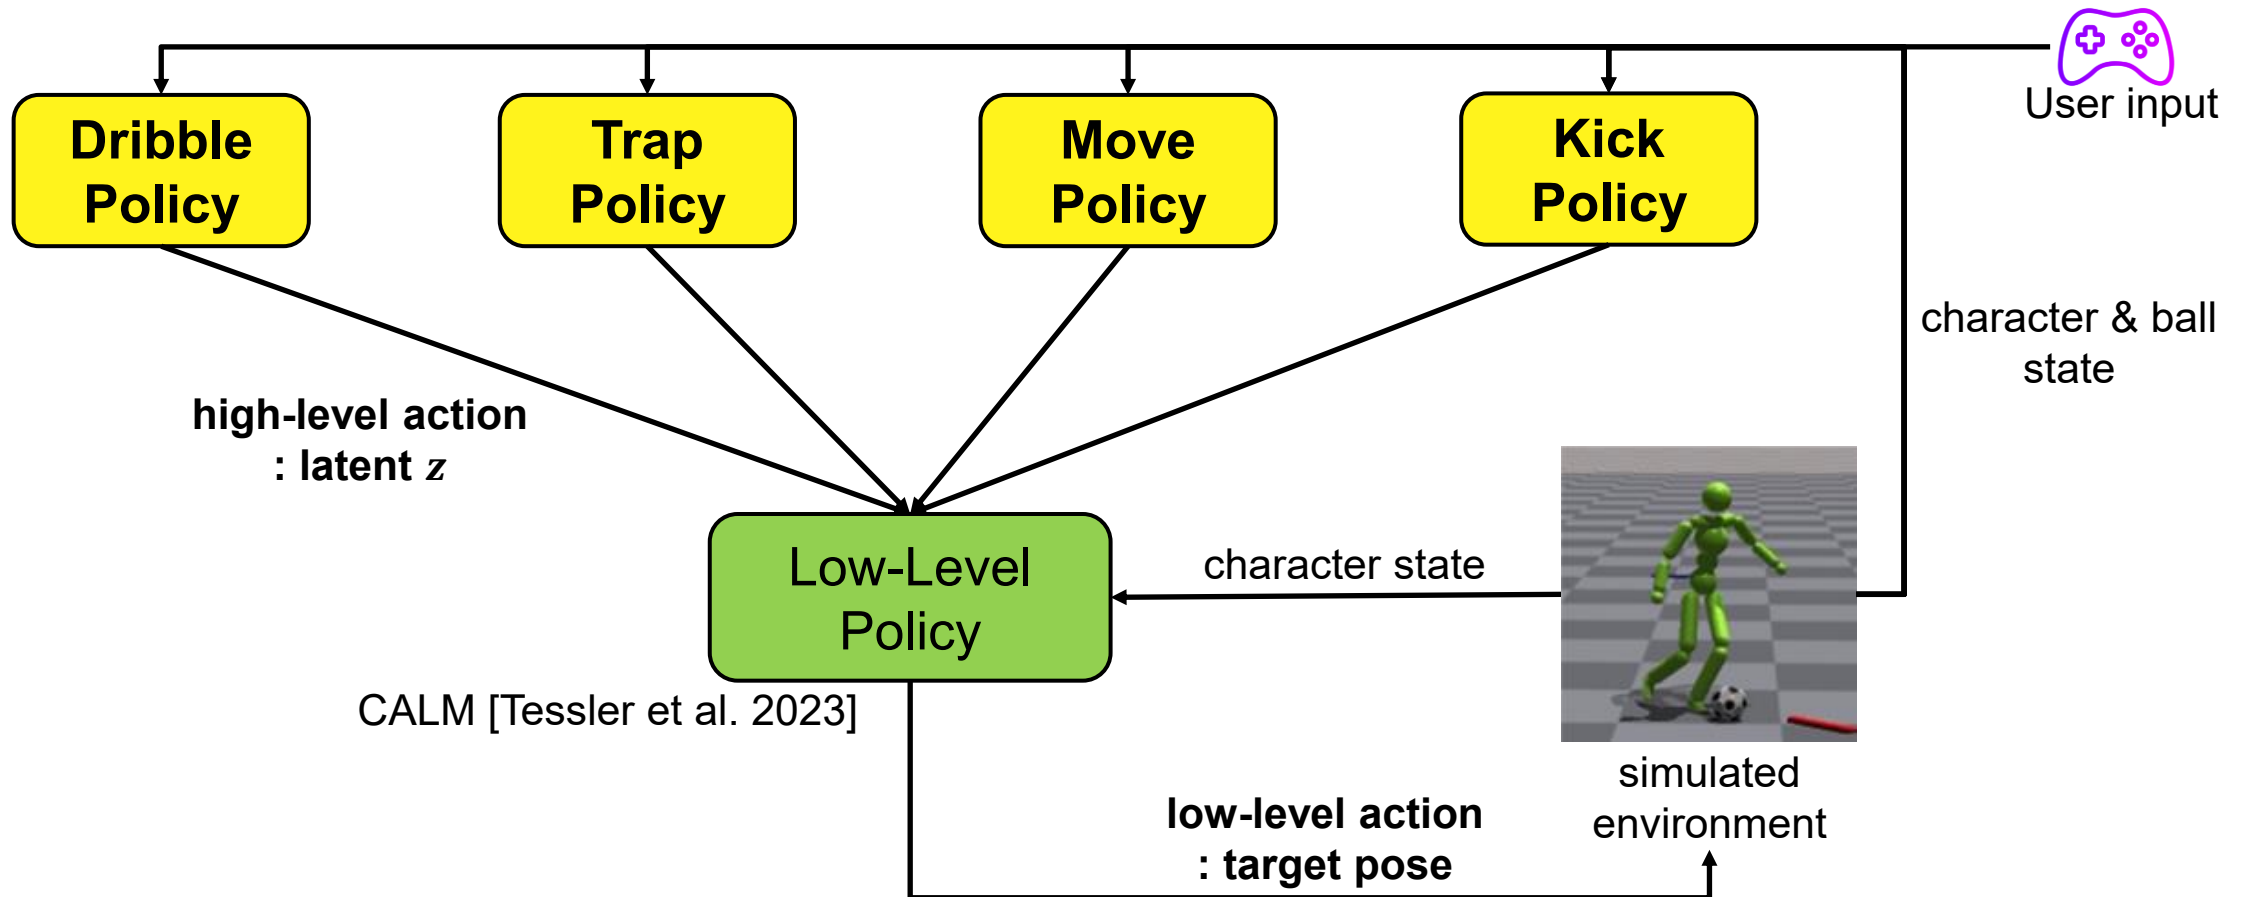 User input
Dribble
Policy
Trap
Policy
Move
Policy
Kick
Policy
character & ball
state
high-level action
: latent z
Low-Level
Policy
character state
CALM [Tessler et al. 2023]
simulated
environment
low-level action
: target pose